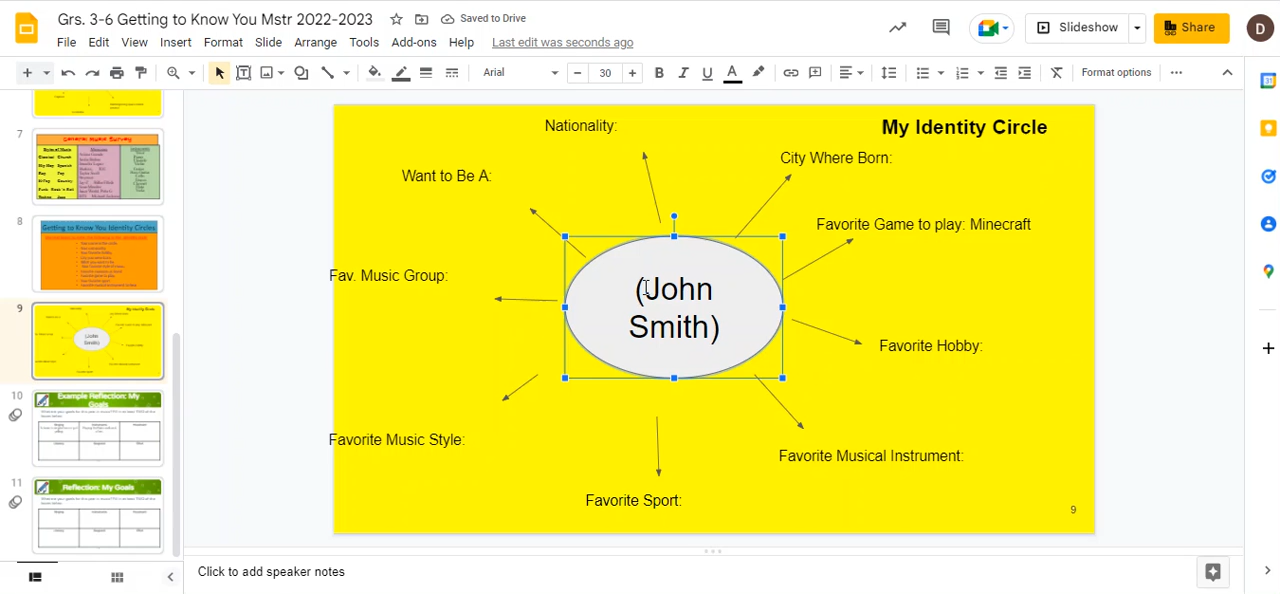 Grs. 3-6 Getting to Know You Mstr 2022-2023
Saved to Drive
Slideshow
Share
D
File Edit View Insert Format Slide Arrange Tools Add-ons Help Last edit was seconds ago
Arial
30
B I U A
Format options
31
7
General Music Survey
8
Getting to Know You Identity Circles
9
10
Example Reflection: My Goals
11
Reflection: My Goals
My Identity Circle
Nationality:
City Where Born:
Want to Be A:
Favorite Game to play: Minecraft
Fav. Music Group:
(John
Smith)
Favorite Hobby:
Favorite Music Style:
Favorite Musical Instrument:
Favorite Sport:
9
Click to add speaker notes